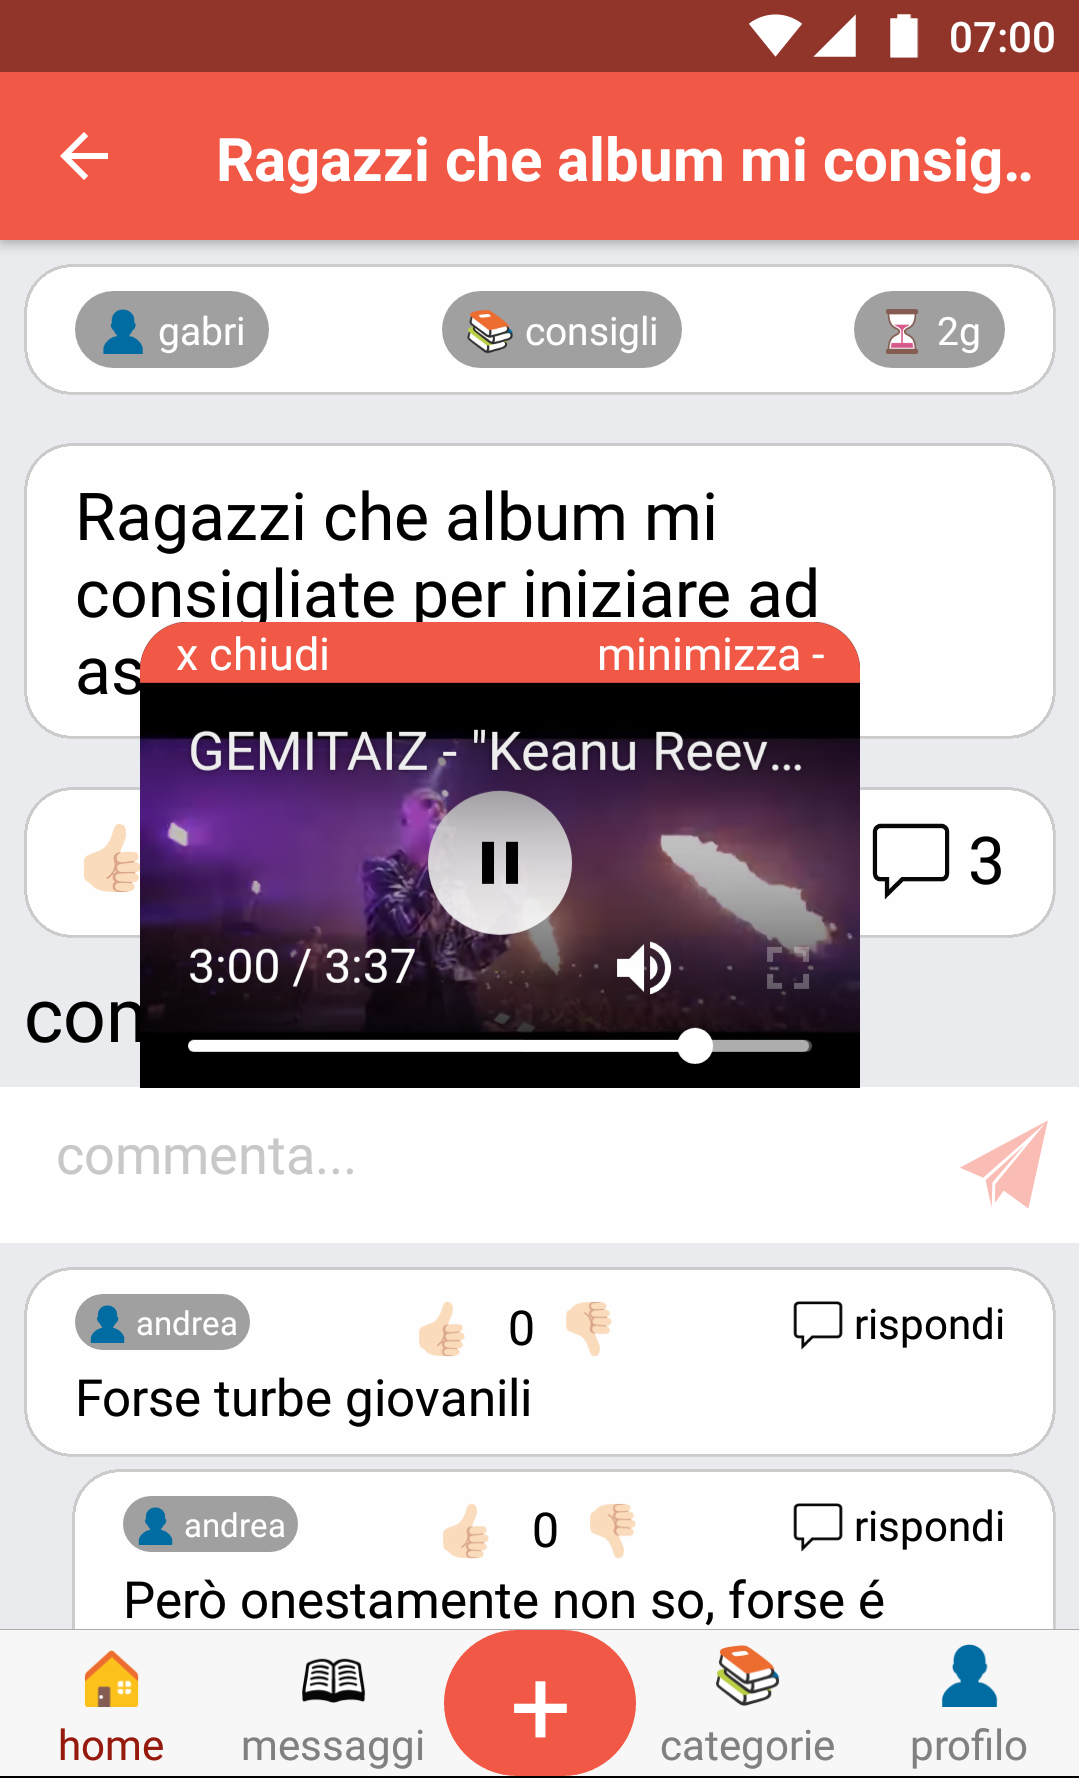 07:00
Ragazzi che album mi consig..
gabri
consigli
2g
Ragazzi che album mi
consigliate per iniziare ad
x chiudi
minimizza -
GEMITAIZ - "Keanu Reev...
3
3:00 / 3:37
commenta...
andrea
0
rispondi
Forse turbe giovanili
andrea
0
rispondi
Però onestamente non so, forse é
home
messaggi
+
categorie
profilo